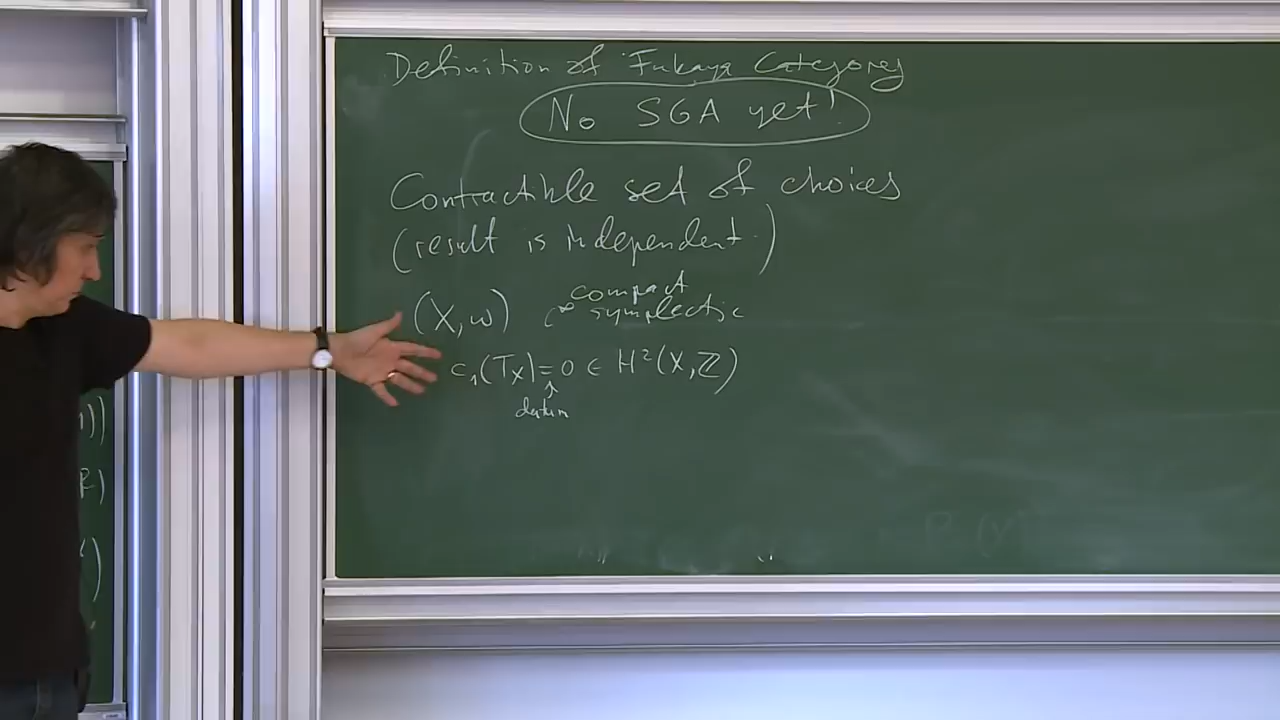 Definition of Fukaya Category
No SGA yet!
Contractible set of choices
(result is independent.)
(X, ω) C^∞ compact symplectic
c₁(T_X) = 0 ∈ H²(X, ℤ)
↑
datum